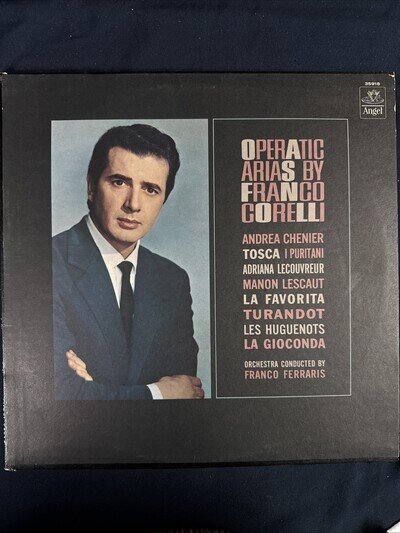 35918
Angel
OPERATIC
ARIAS BY
FRANCO
CORELLI
ANDREA CHENIER
TOSCA I PURITANI
ADRIANA LECOUVREUR
MANON LESCAUT
LA FAVORITA
TURANDOT
LES HUGUENOTS
LA GIOCONDA
ORCHESTRA CONDUCTED BY
FRANCO FERRARIS